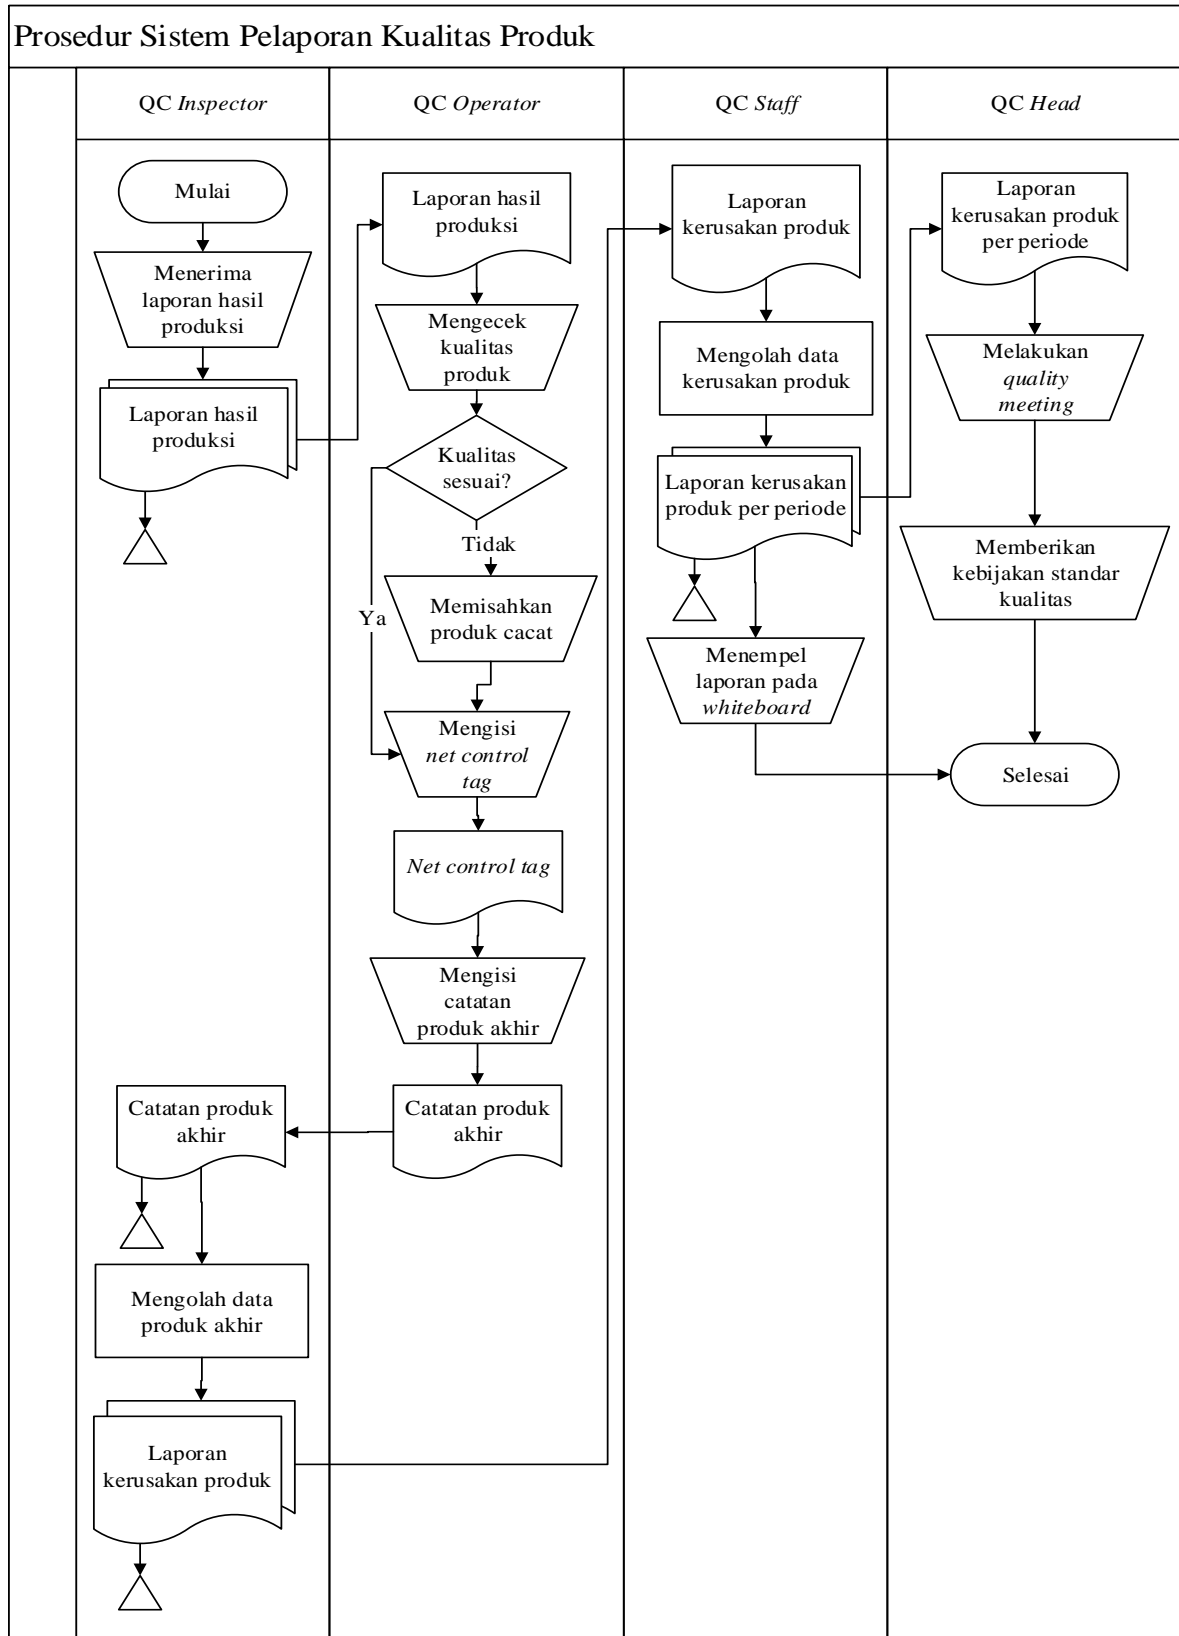 Prosedur Sistem Pelaporan Kualitas Produk
QC Inspector
QC Operator
QC Staff
QC Head
Mulai
Menerima
laporan hasil
produksi
Laporan hasil
produksi
Laporan hasil
produksi
Mengecek
kualitas
produk
Kualitas
sesuai?
Tidak
Ya
Memisahkan
produk cacat
Mengisi
net control
tag
Net control tag
Mengisi
catatan
produk akhir
Catatan produk
akhir
Catatan produk
akhir
Mengolah data
produk akhir
Laporan
kerusakan produk
Laporan
kerusakan produk
Mengolah data
kerusakan produk
Laporan kerusakan
produk per periode
Menempel
laporan pada
whiteboard
Laporan
kerusakan produk
per periode
Melakukan
quality
meeting
Memberikan
kebijakan standar
kualitas
Selesai